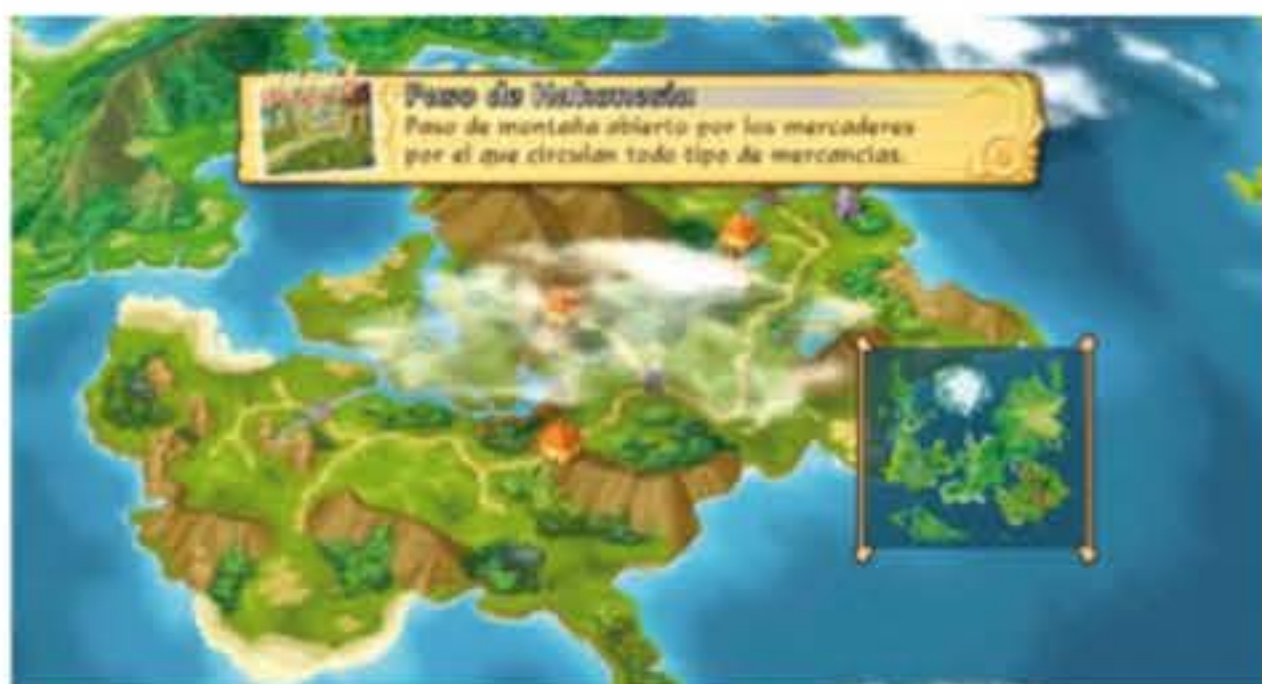 Paso de
Paso de montaña abierto por los mercaderes
por el que circulan todo tipo de mercancías.